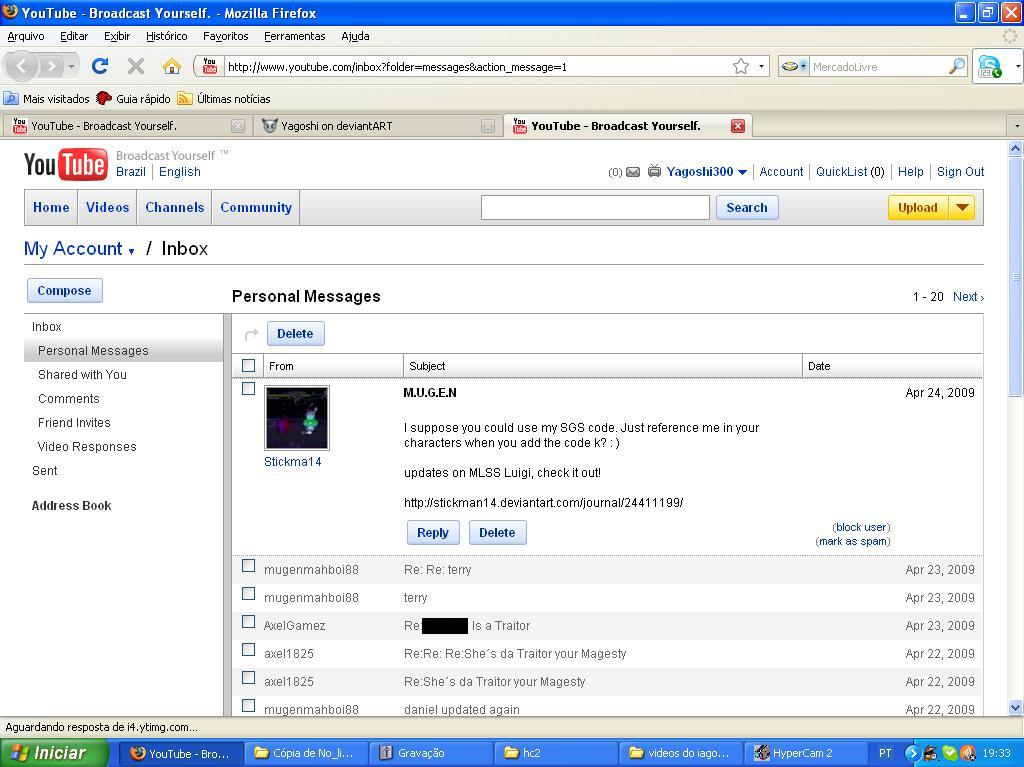 YouTube - Broadcast Yourself. - Mozilla Firefox
Arquivo Editar Exibir Histórico Favoritos Ferramentas Ajuda
You Tube http://www.youtube.com/inbox?folder=messages&action_message=1 MercadoLivre
Mais visitados Guia rápido Últimas notícias
YouTube - Broadcast Yourself. Yagoshi on deviantART YouTube - Broadcast Yourself.
YouTube Broadcast Yourself ™
Brazil English (0) Yagoshi300 Account QuickList (0) Help Sign Out
Home Videos Channels Community Search Upload
My Account / Inbox
Compose Personal Messages 1 - 20 Next ›
Inbox
Delete
Personal Messages
From Subject Date
Shared with You
M.U.G.E.N Apr 24, 2009
Comments
Friend Invites
I suppose you could use my SGS code. Just reference me in your
characters when you add the code k? : )
Video Responses
Stickma14
Sent
updates on MLSS Luigi, check it out!
Address Book
http://stickman14.deviantart.com/journal/24411199/
Reply Delete (block user)
(mark as spam)
mugenmahboi88 Re: Re: terry Apr 23, 2009
mugenmahboi88 terry Apr 23, 2009
AxelGamez Re: Is a Traitor Apr 23, 2009
axel1825 Re:Re: Re:She´s da Traitor your Magesty Apr 22, 2009
axel1825 Re:She´s da Traitor your Magesty Apr 22, 2009
mugenmahboi88 daniel updated again Apr 22, 2009
Aguardando resposta de i4.ytimg.com...
Iniciar YouTube - Bro... Cópia de No_li... Gravação hc2 videos do iago... HyperCam 2 PT 19:33